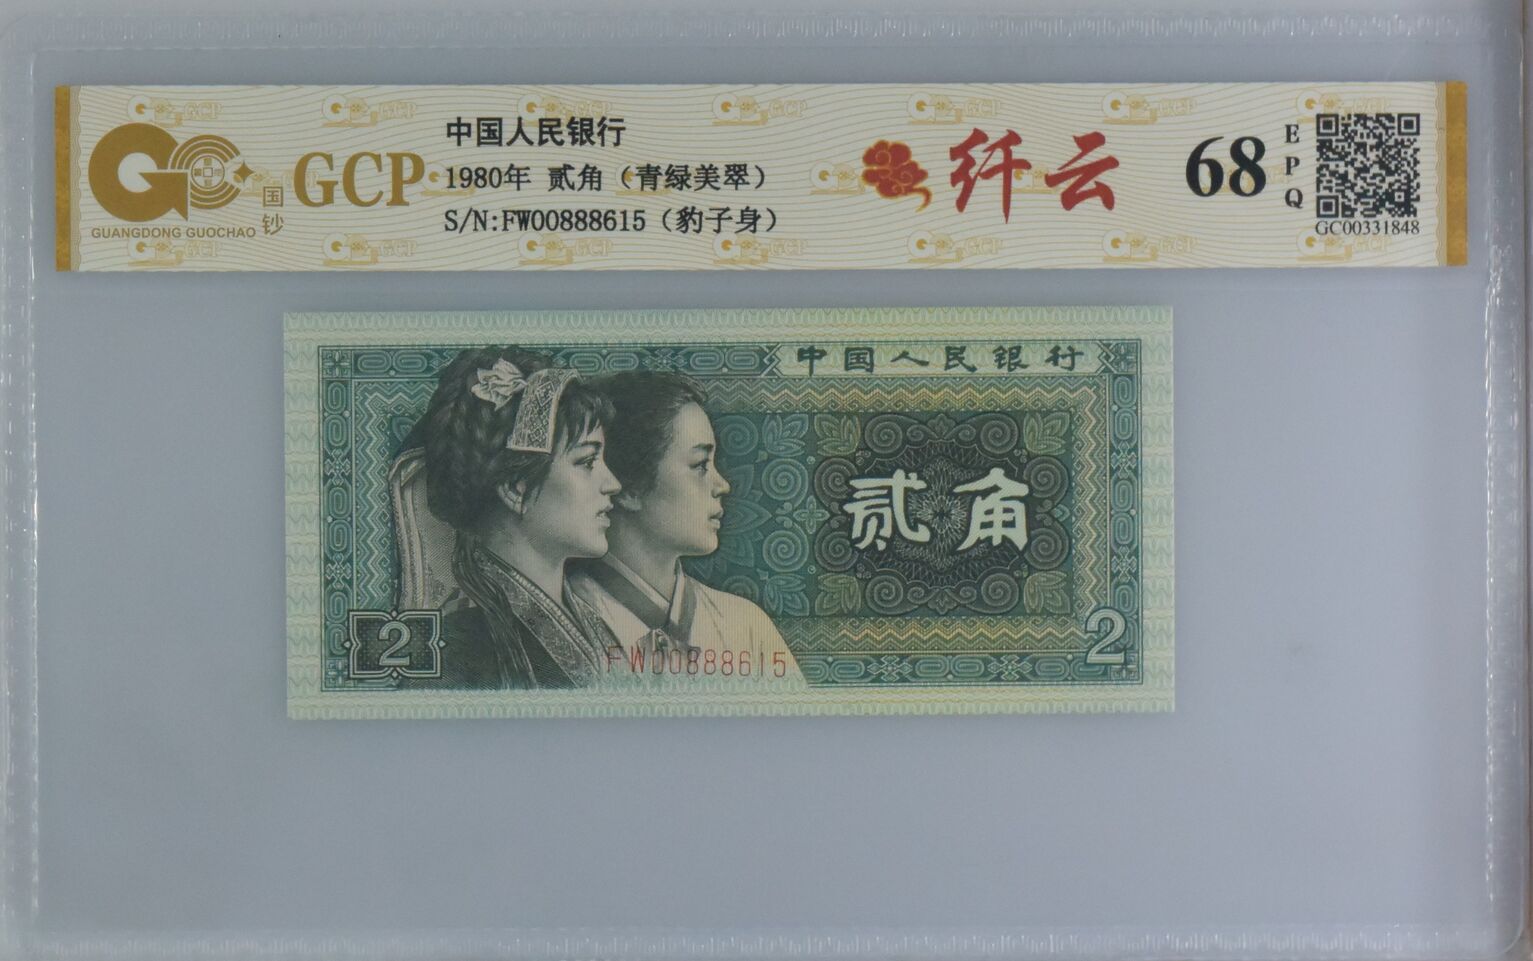 GUANGDONG GUOCHAO
国钞
GCP
中国人民银行
1980年 贰角（青绿美翠）
S/N:FW00888615（豹子身）
纤云
68
EPQ
GC00331848
中国人民银行
贰角
2
2
FW00888615